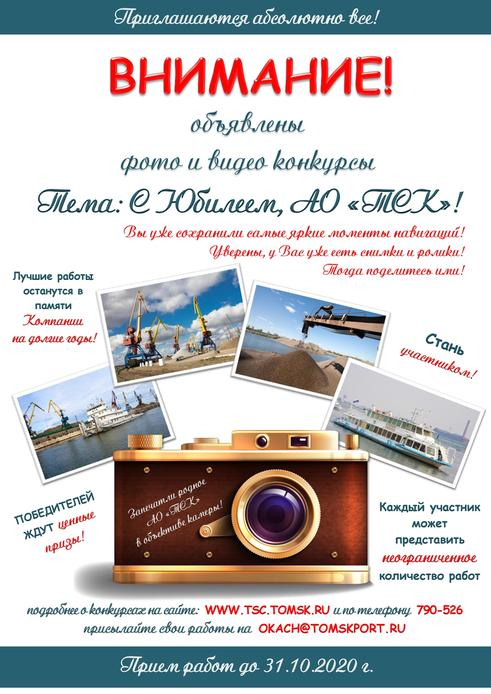 Приглашаются абсолютно все!
ВНИМАНИЕ!
объявлены
фото и видео конкурсы
Тема: С Юбилеем, АО «ТСК»!
Вы уже сохранили самые яркие моменты навигаций!
Уверены, у Вас уже есть снимки и ролики!
Тогда поделитесь ими!
Лучшие работы
останутся в
памяти
Компании
на долгие годы!
Стань
участником!
Запечатли родное
АО «ТСК»
в объективе камеры!
ПОБЕДИТЕЛЕЙ
ЖДУТ ценные
призы!
Каждый участник
может
представить
неограниченное
количество работ
подробнее о конкурсах на сайте: WWW.TSC.TOMSK.RU и по телефону 790-526
присылайте свои работы на OKACH@TOMSKPORT.RU
Прием работ до 31.10.2020 г.